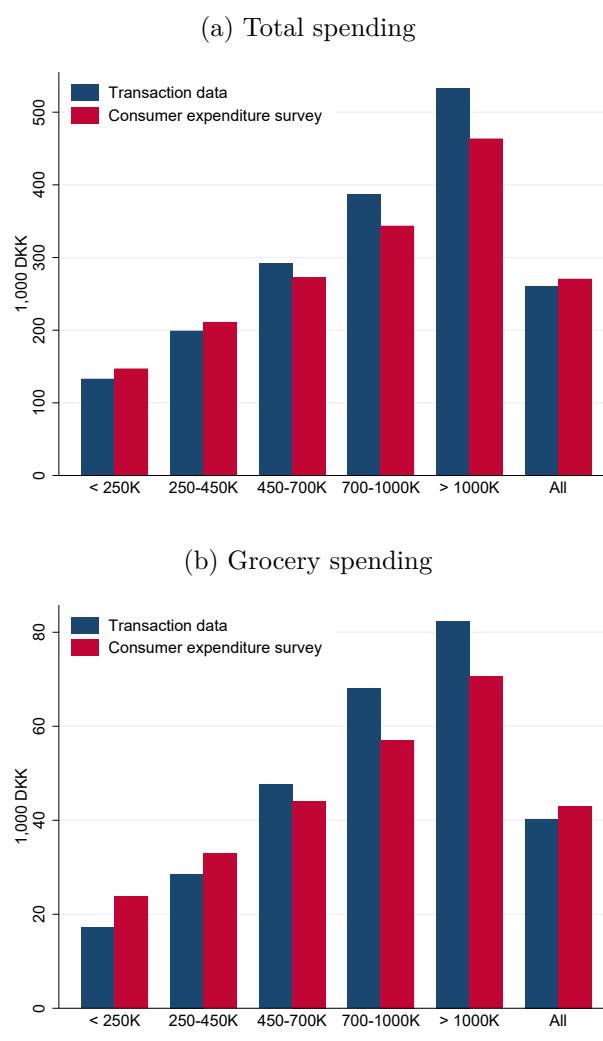 (a) Total spending
Transaction data
Consumer expenditure survey
1,000 DKK
500
400
300
200
100
0
< 250K 250-450K 450-700K 700-1000K > 1000K All
(b) Grocery spending
Transaction data
Consumer expenditure survey
1,000 DKK
80
60
40
20
0
< 250K 250-450K 450-700K 700-1000K > 1000K All